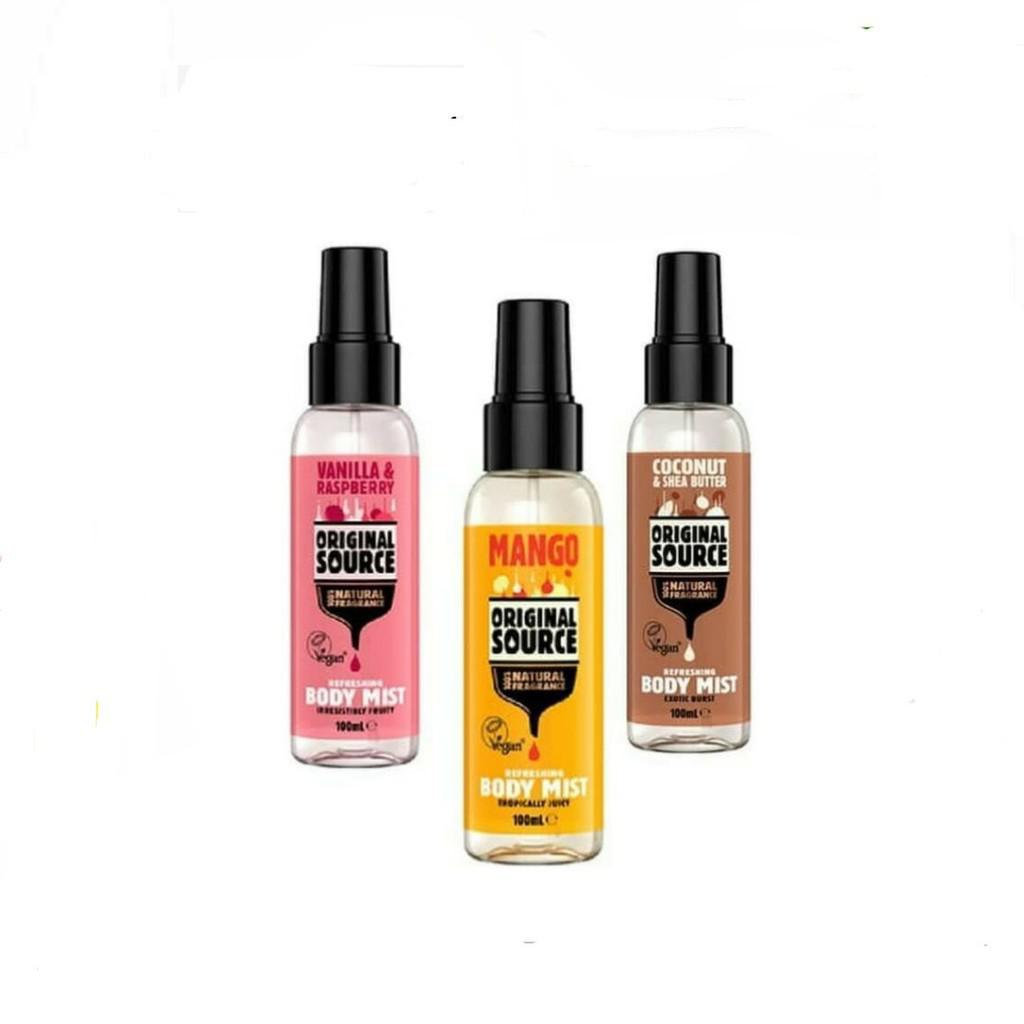 VANILLA &
RASPBERRY
ORIGINAL
SOURCE
NATURAL
FRAGRANCE
Vegan
REFRESHING
BODY MIST
IRRESISTIBLY FRUITY
100mL ℮
MANGO
ORIGINAL
SOURCE
100%
NATURAL
FRAGRANCE
Vegan
REFRESHING
BODY MIST
TROPICALLY JUICY
100mL ℮
COCONUT
& SHEA BUTTER
ORIGINAL
SOURCE
NATURAL
FRAGRANCE
Vegan
REFRESHING
BODY MIST
EXOTIC BURST
100mL ℮